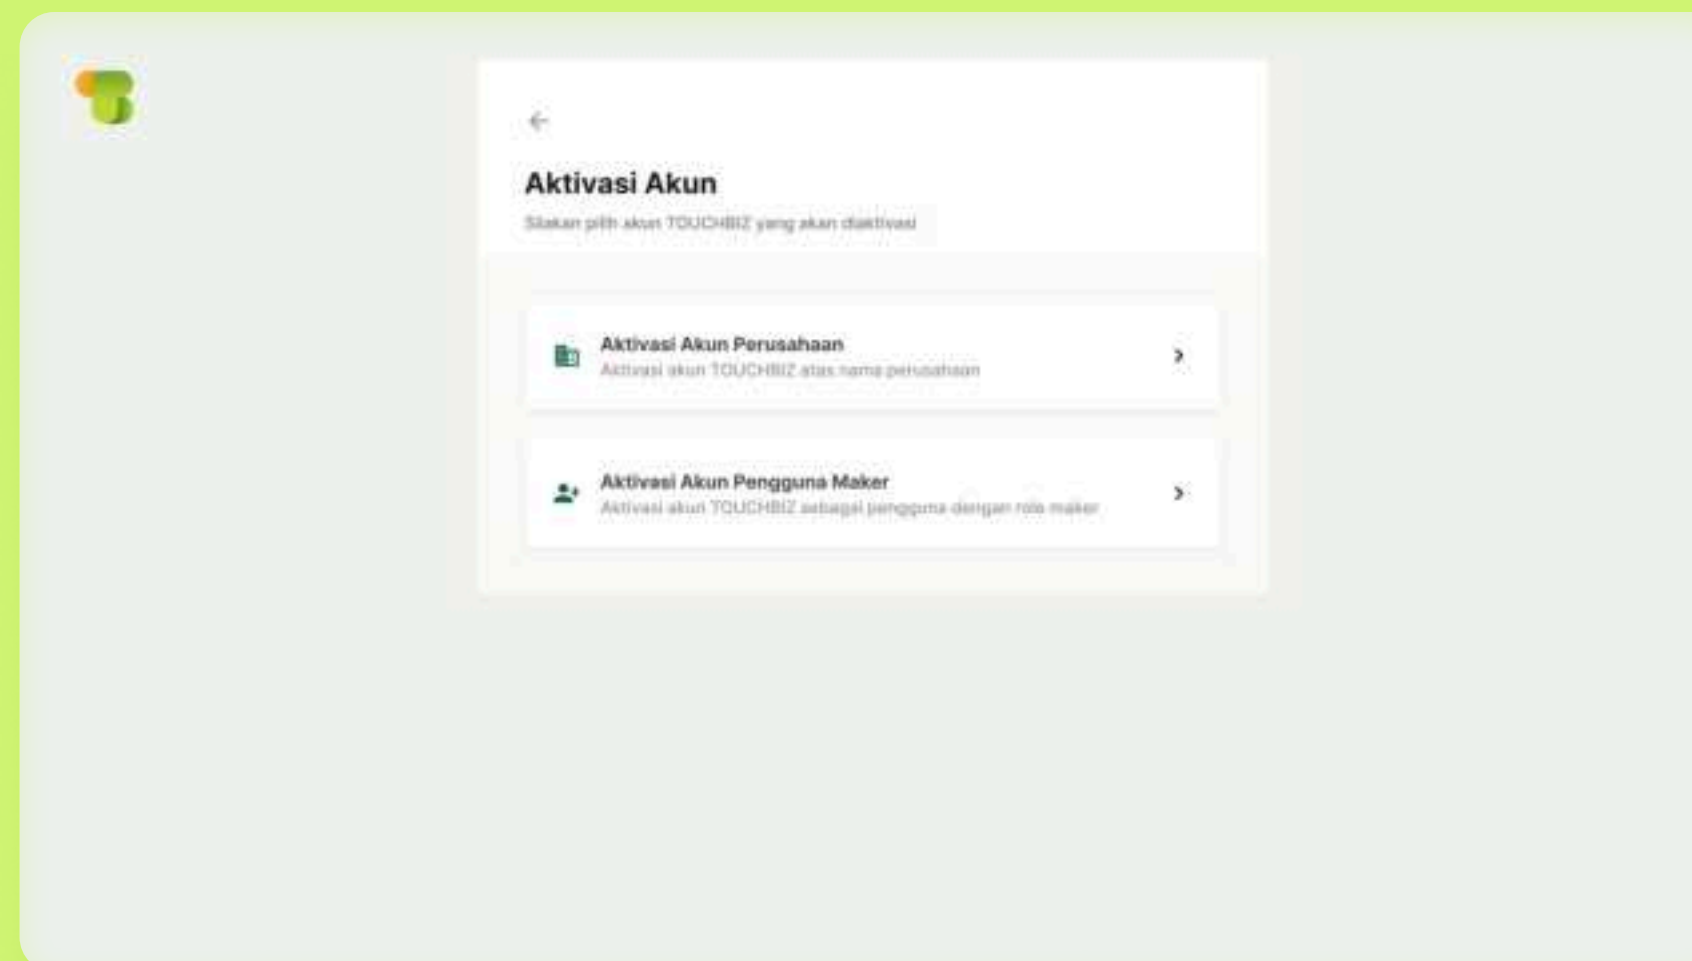 Aktivasi Akun
Silakan pilih akun TOUCHBIZ yang akan diaktivasi
Aktivasi Akun Perusahaan
Aktivasi akun TOUCHBIZ atas nama perusahaan
Aktivasi Akun Pengguna Maker
Aktivasi akun TOUCHBIZ sebagai pengguna dengan role maker